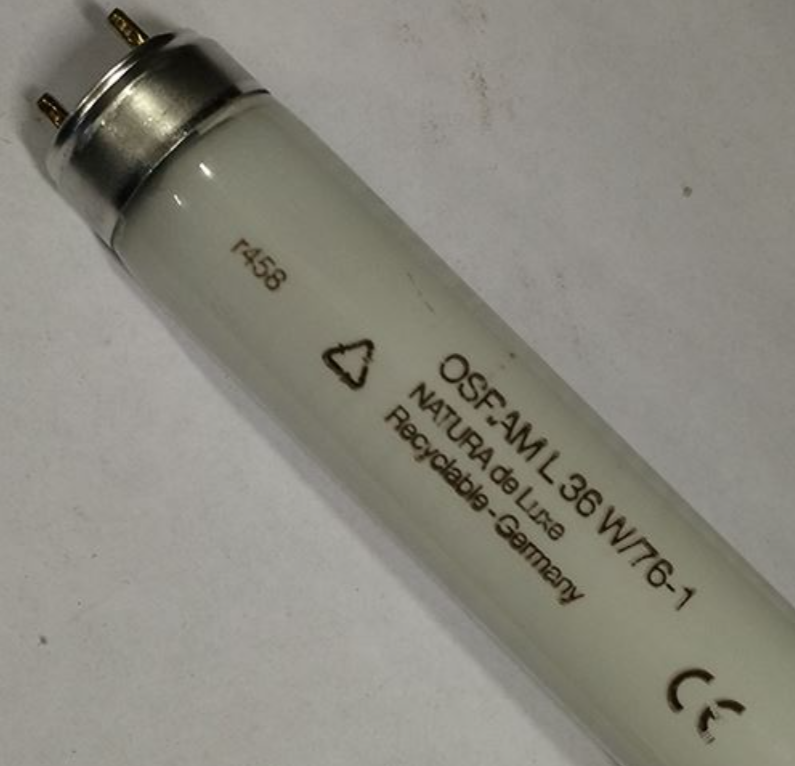 r458
OSRAM L 36 W/76-1
NATURA de Luxe
Recyclable - Germany
CE